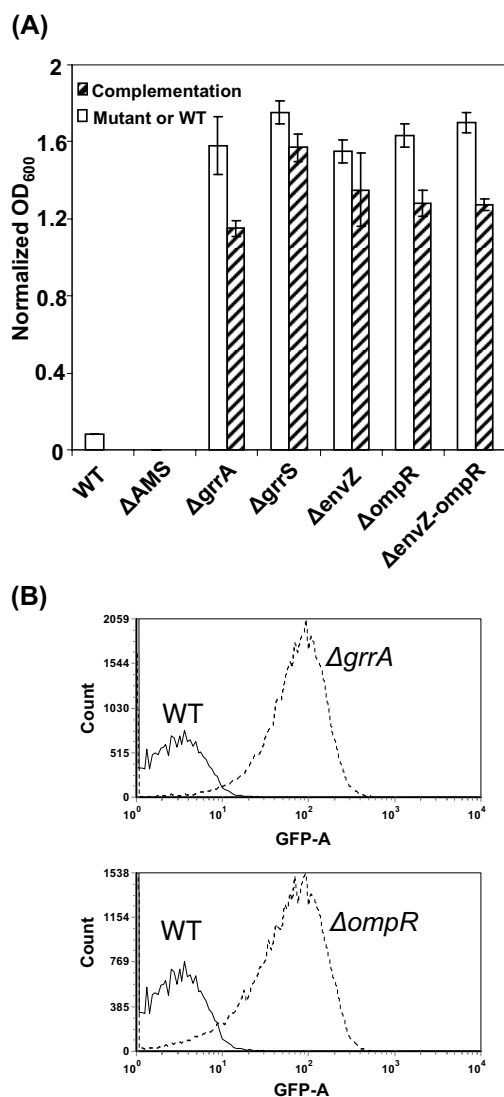 (A)
2
1.6
1.2
0.8
0.4
0
Normalized OD600
Complementation
Mutant or WT
WT
ΔAMS
ΔgrrA
ΔgrrS
ΔenvZ
ΔompR
ΔenvZ-ompR
(B)
2059
1544
1030
515
0
Count
WT
ΔgrrA
10^0 10^1 10^2 10^3 10^4
GFP-A
1538
1154
769
385
0
Count
WT
ΔompR
10^0 10^1 10^2 10^3 10^4
GFP-A